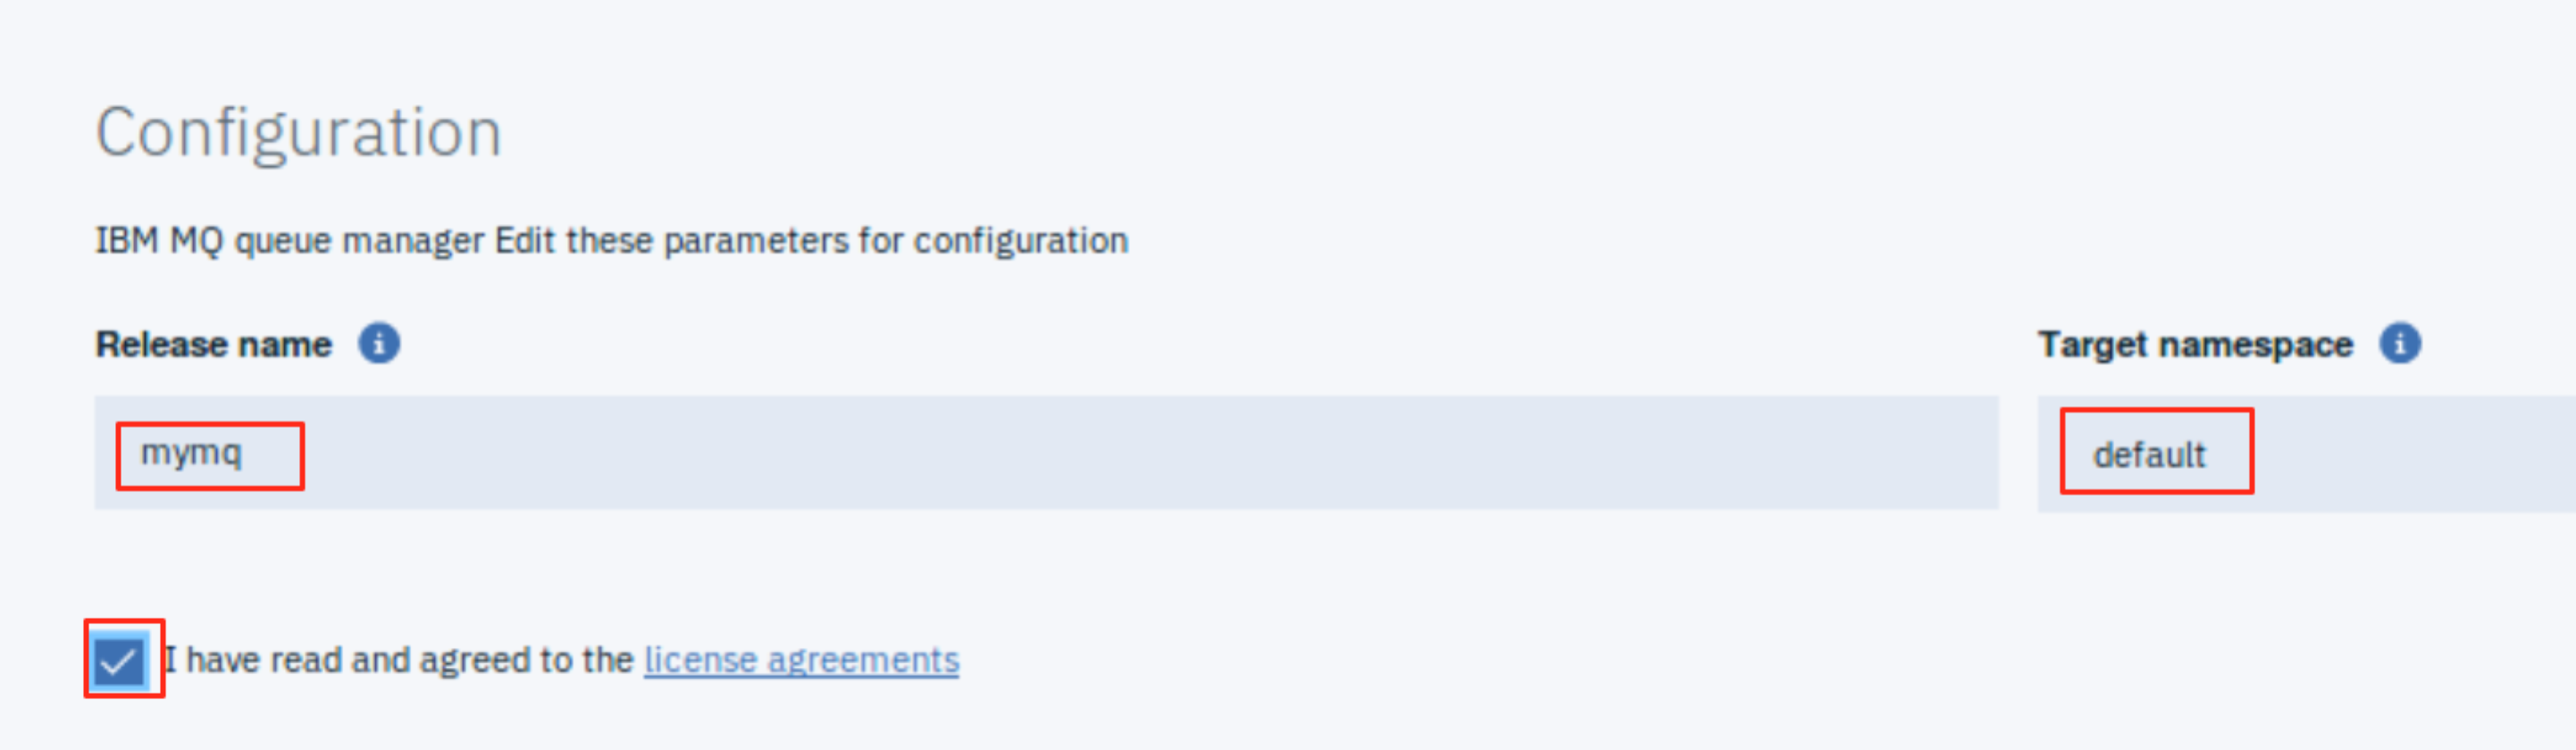 Configuration
IBM MQ queue manager Edit these parameters for configuration
Release name
Target namespace
mymq
default
I have read and agreed to the license agreements